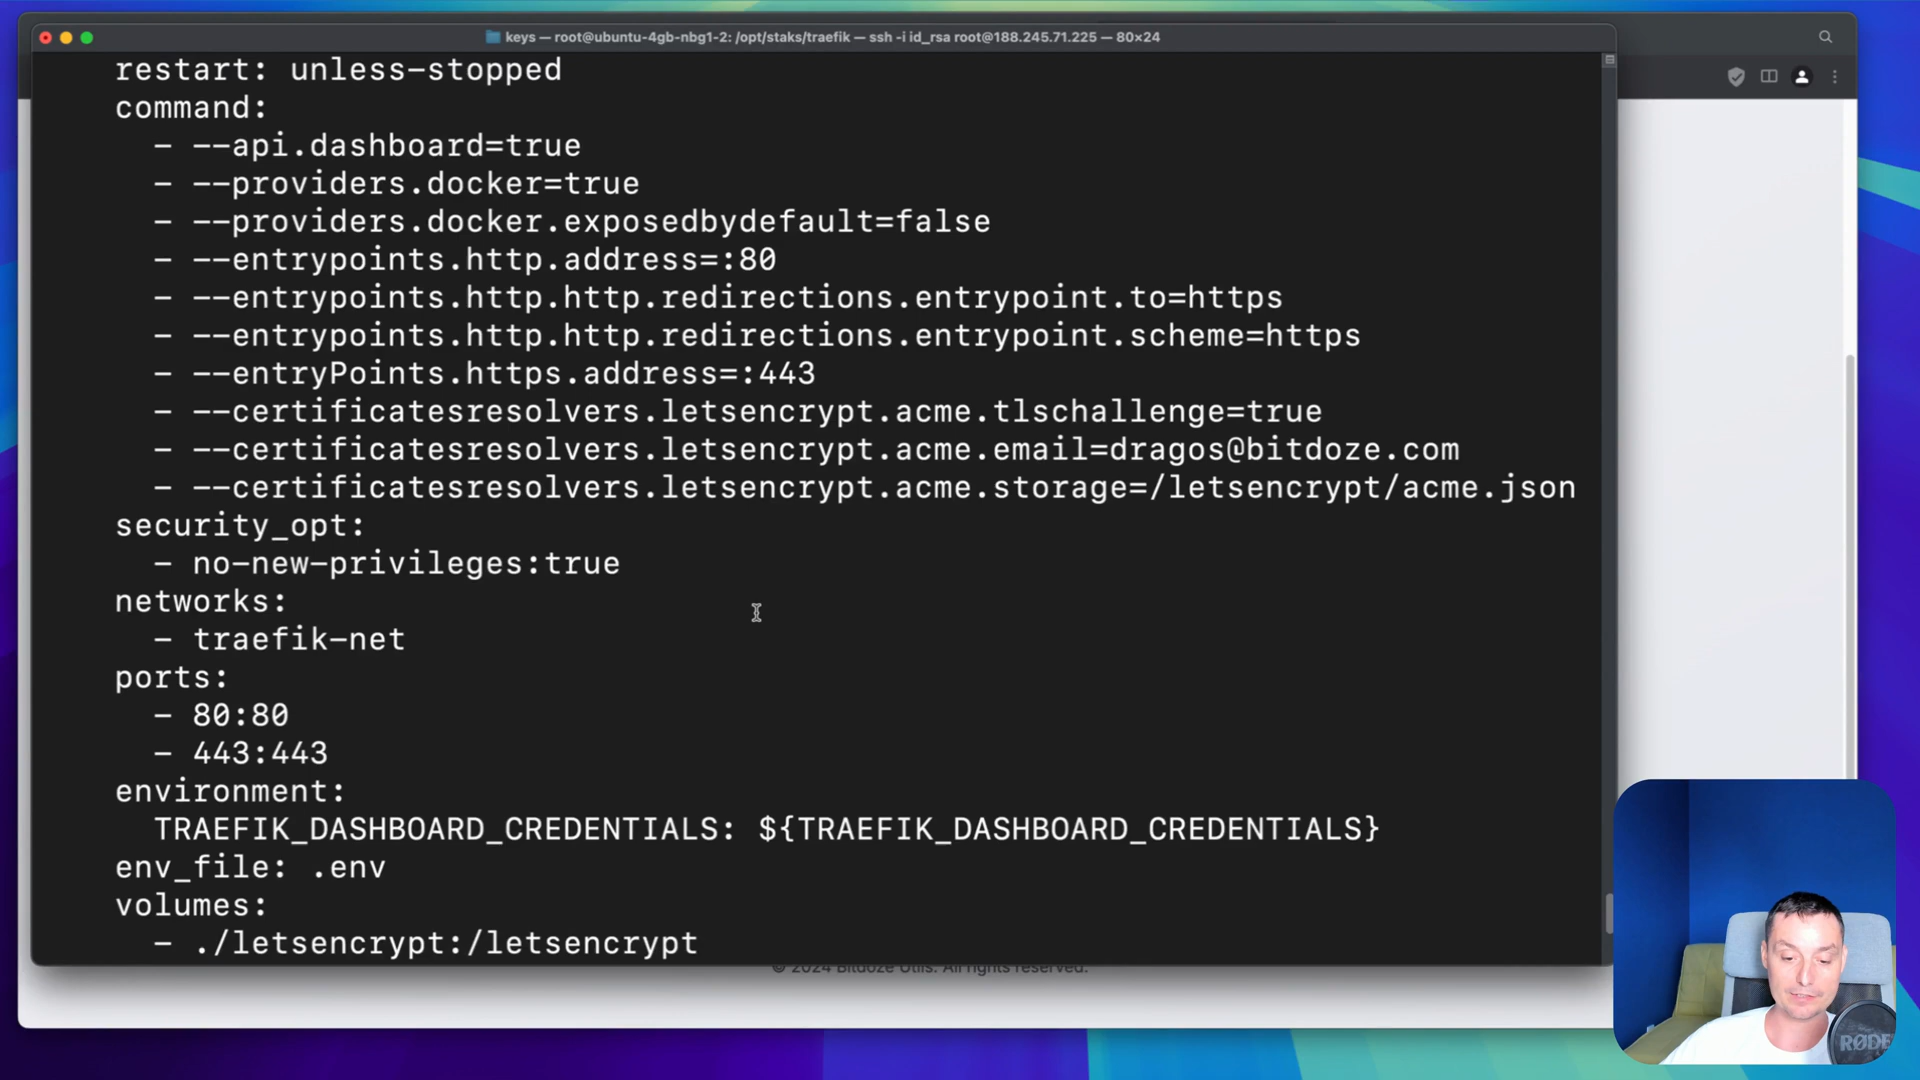 keys — root@ubuntu-4gb-nbg1-2: /opt/staks/traefik — ssh -i id_rsa root@188.245.71.225 — 80×24
restart: unless-stopped
command:
- --api.dashboard=true
- --providers.docker=true
- --providers.docker.exposedbydefault=false
- --entrypoints.http.address=:80
- --entrypoints.http.http.redirections.entrypoint.to=https
- --entrypoints.http.http.redirections.entrypoint.scheme=https
- --entryPoints.https.address=:443
- --certificatesresolvers.letsencrypt.acme.tlschallenge=true
- --certificatesresolvers.letsencrypt.acme.email=dragos@bitdoze.com
- --certificatesresolvers.letsencrypt.acme.storage=/letsencrypt/acme.json
security_opt:
- no-new-privileges:true
networks:
- traefik-net
ports:
- 80:80
- 443:443
environment:
TRAEFIK_DASHBOARD_CREDENTIALS: ${TRAEFIK_DASHBOARD_CREDENTIALS}
env_file: .env
volumes:
- ./letsencrypt:/letsencrypt
© 2024 Bitdoze Utils. All rights reserved.
RØDE